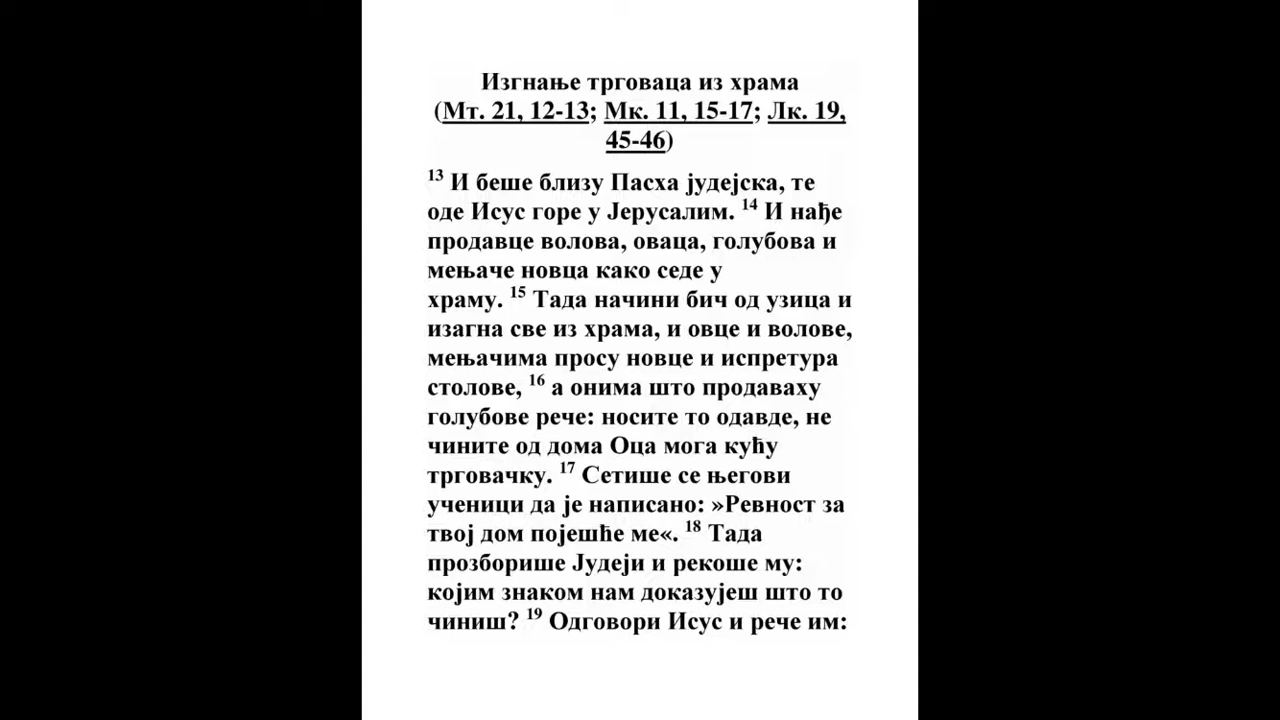 Изгнање трговаца из храма
(Мт. 21, 12-13; Мк. 11, 15-17; Лк. 19,
45-46)
13 И беше близу Пасха јудејска, те
оде Исус горе у Јерусалим. 14 И нађе
продавце волова, оваца, голубова и
мењаче новца како седе у
храму. 15 Тада начини бич од узица и
изагна све из храма, и овце и волове,
мењачима просу новце и испретура
столове, 16 а онима што продаваху
голубове рече: носите то одавде, не
чините од дома Оца мога кућу
трговачку. 17 Сетише се његови
ученици да је написано: »Ревност за
твој дом појешће ме«. 18 Тада
прозборише Јудеји и рекоше му:
којим знаком нам доказујеш што то
чиниш? 19 Одговори Исус и рече им: